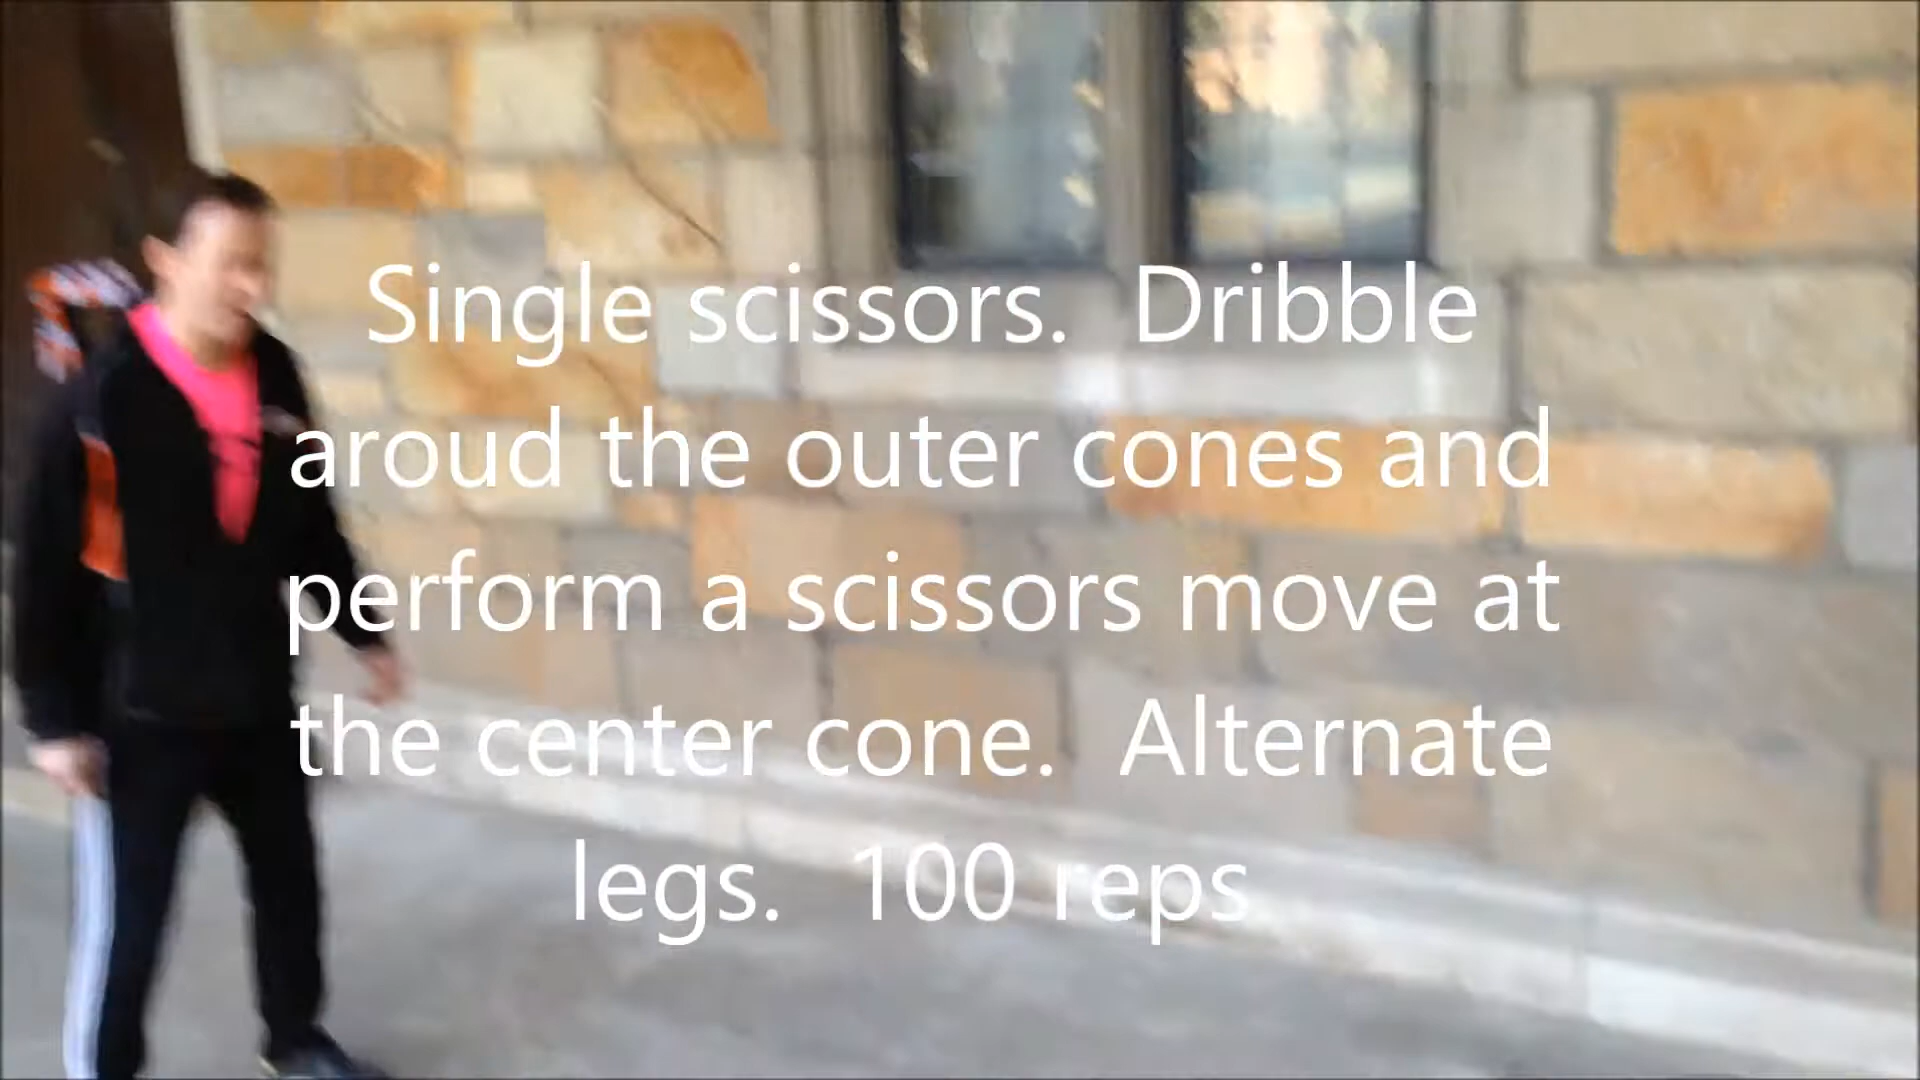 Single scissors. Dribble
aroud the outer cones and
perform a scissors move at
the center cone. Alternate
legs. 100 reps